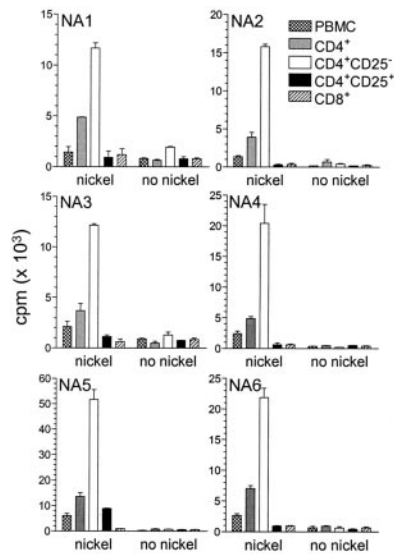 NA1
15
10
5
0
nickel
no nickel
NA2
20
15
10
5
0
nickel
no nickel
PBMC
CD4⁺
CD4⁺CD25⁻
CD4⁺CD25⁺
CD8⁺
NA3
15
10
5
0
nickel
no nickel
NA4
25
20
15
10
5
0
nickel
no nickel
cpm (x 10³)
NA5
60
50
40
30
20
10
0
nickel
no nickel
NA6
25
20
15
10
5
0
nickel
no nickel